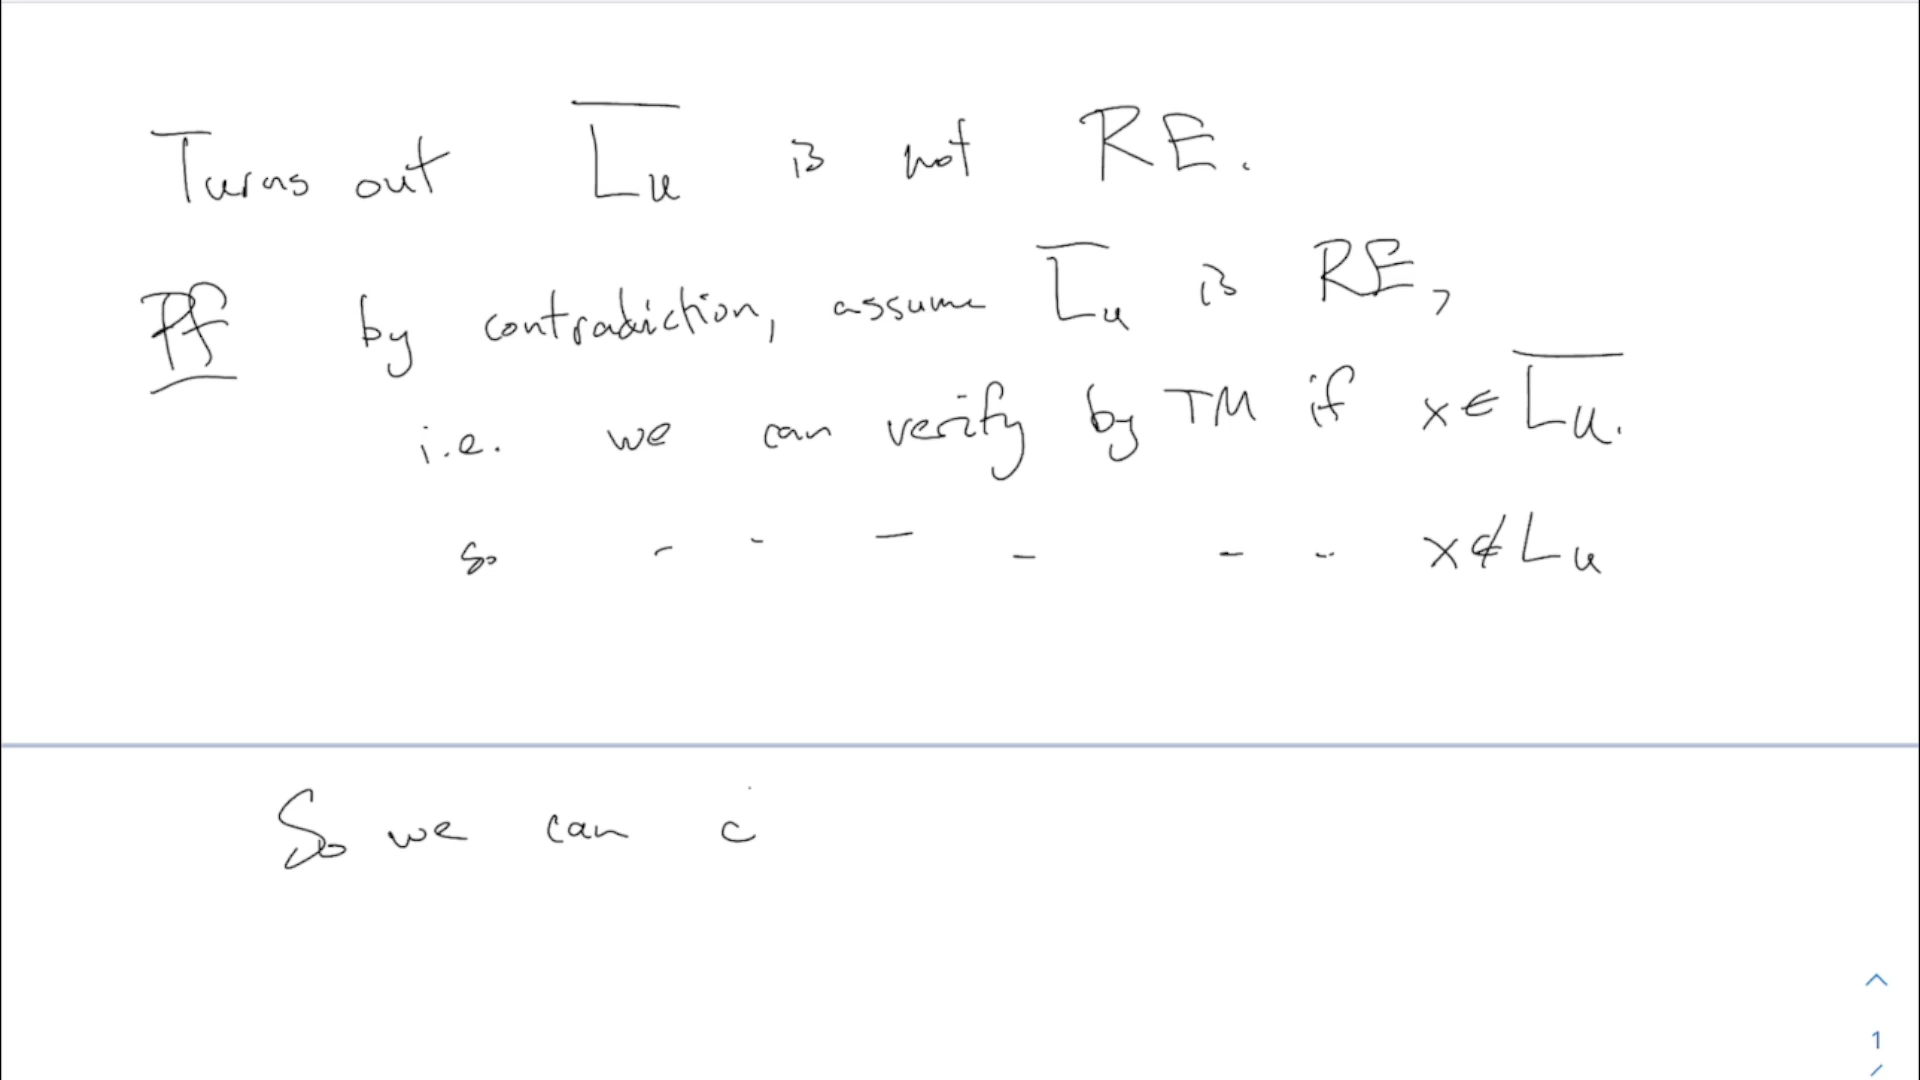 Turns out L̅u is not RE.
Pf by contradiction, assume L̅u is RE,
i.e. we can verify by TM if x ∈ L̅u.
so - - - - - - x ∉ Lu
So we can
1